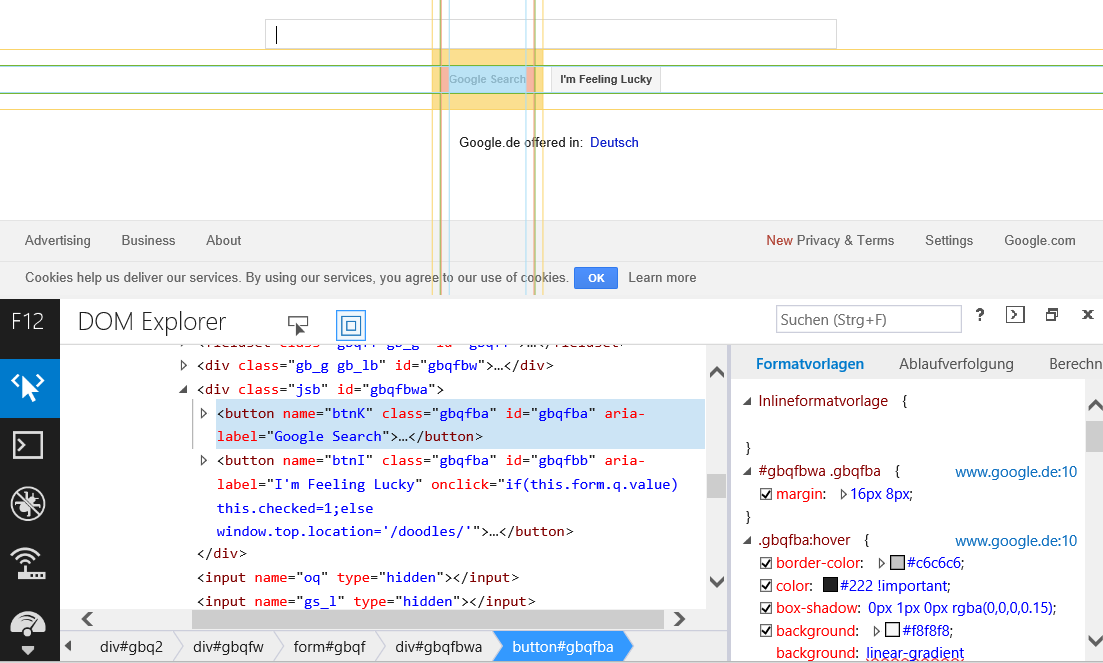 Google Search I'm Feeling Lucky
Google.de offered in: Deutsch
Advertising Business About New Privacy & Terms Settings Google.com
Cookies help us deliver our services. By using our services, you agree to our use of cookies. OK Learn more
F12 DOM Explorer Suchen (Strg+F) ?
<div class="gb_g gb_lb" id="gbqfbw">…</div>
<div class="jsb" id="gbqfbwa">
<button name="btnK" class="gbqfba" id="gbqfba" aria-
label="Google Search">…</button>
<button name="btnI" class="gbqfba" id="gbqfbb" aria-
label="I'm Feeling Lucky" onclick="if(this.form.q.value)
this.checked=1;else
window.top.location='/doodles/'">…</button>
</div>
<input name="oq" type="hidden"></input>
<input name="gs_l" type="hidden"></input>
div#gbq2 div#gbqfw form#gbqf div#gbqfbwa button#gbqfba
Formatvorlagen Ablaufverfolgung Berechn
Inlineformatvorlage {
}
#gbqfbwa .gbqfba { www.google.de:10
margin: 16px 8px;
}
.gbqfba:hover { www.google.de:10
border-color: #c6c6c6;
color: #222 !important;
box-shadow: 0px 1px 0px rgba(0,0,0,0.15);
background: #f8f8f8;
background: linear-gradient